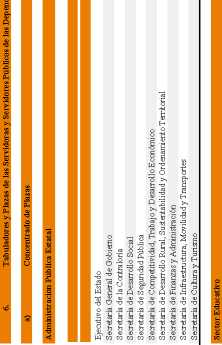 6. Tabuladores y Plazas de las Servidoras y Servidores Públicos de las
a) Concentrado de Plazas
Administración Pública Estatal
Ejecutivo del Estado
Secretaría General de Gobierno
Secretaría de la Contraloría
Secretaría de Desarrollo Social
Secretaría de Seguridad Pública
Secretaría de Competitividad, Trabajo y Desarrollo Económico
Secretaría de Desarrollo Rural, Sustentabilidad y Ordenamiento Territorial
Secretaría de Finanzas y Administración
Secretaría de Infraestructura, Movilidad y Transportes
Secretaría de Cultura y Turismo
Sector Educativo